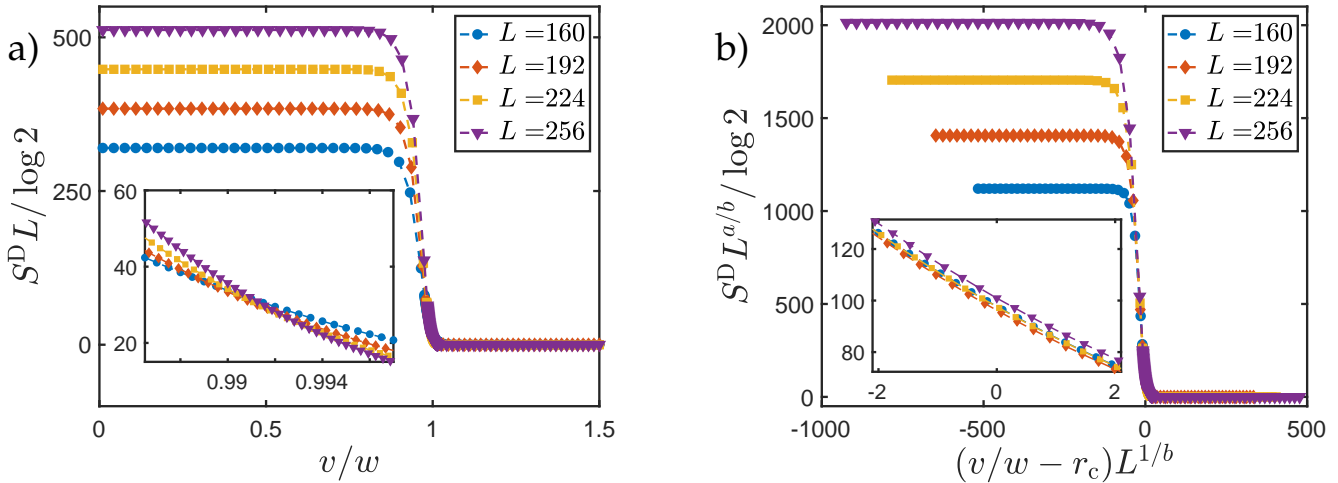 a)
500
250
0
S^D L / log 2
0
0.5
1
1.5
v/w
L =160
L =192
L =224
L =256
60
40
20
0.99
0.994
b)
2000
1500
1000
500
0
S^D L^{a/b} / log 2
-1000
-500
0
500
(v/w − r_c)L^{1/b}
L =160
L =192
L =224
L =256
120
100
80
-2
0
2